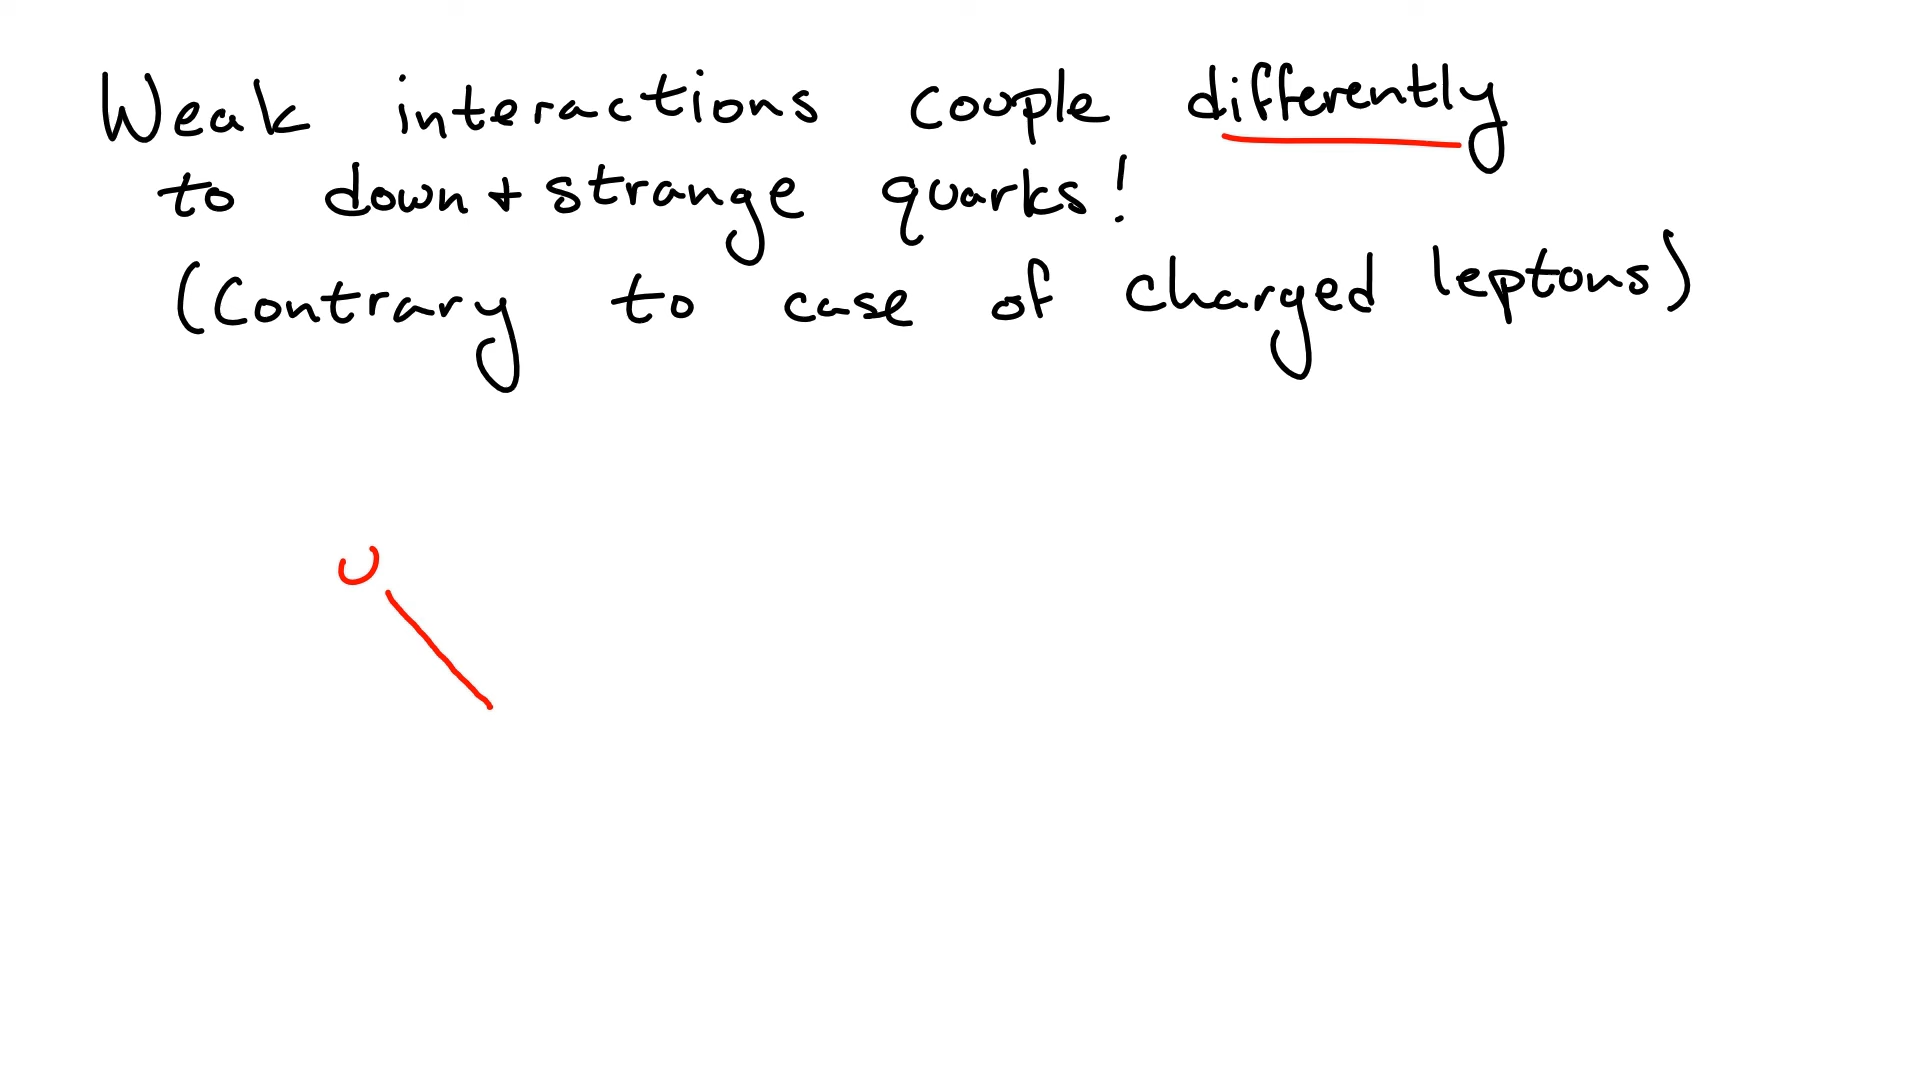 Weak interactions couple differently
to down + strange quarks!
(Contrary to case of charged leptons)
u